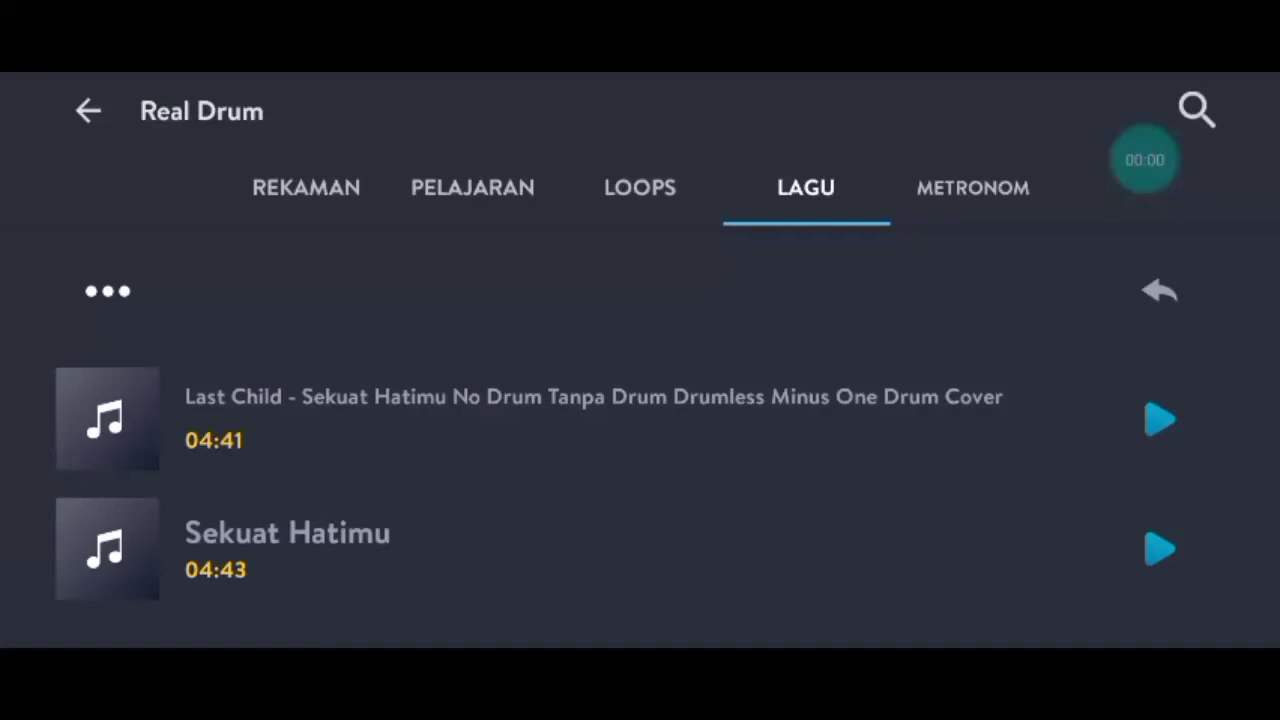 Real Drum
00:00
REKAMAN PELAJARAN LOOPS LAGU METRONOM
Last Child - Sekuat Hatimu No Drum Tanpa Drum Drumless Minus One Drum Cover
04:41
Sekuat Hatimu
04:43